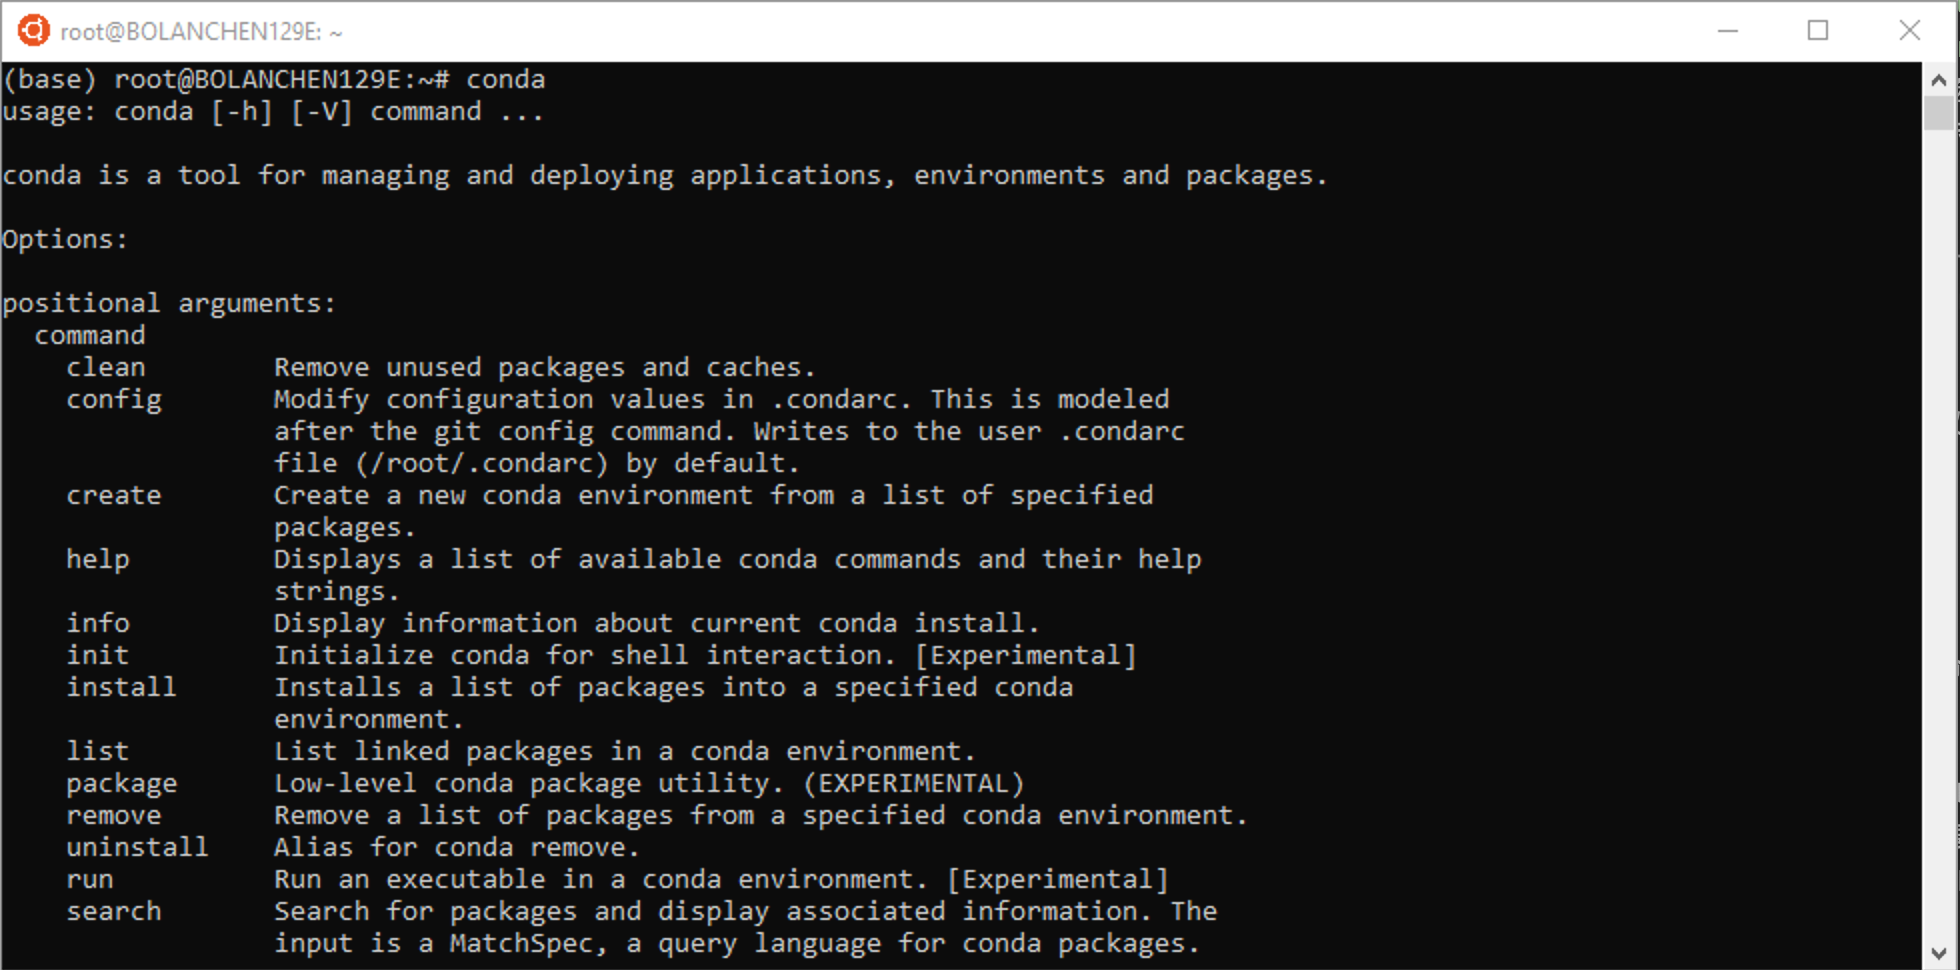 root@BOLANCHEN129E: ~
(base) root@BOLANCHEN129E:~# conda
usage: conda [-h] [-V] command ...
conda is a tool for managing and deploying applications, environments and packages.
Options:
positional arguments:
  command
    clean        Remove unused packages and caches.
    config       Modify configuration values in .condarc. This is modeled
                 after the git config command. Writes to the user .condarc
                 file (/root/.condarc) by default.
    create       Create a new conda environment from a list of specified
                 packages.
    help         Displays a list of available conda commands and their help
                 strings.
    info         Display information about current conda install.
    init         Initialize conda for shell interaction. [Experimental]
    install      Installs a list of packages into a specified conda
                 environment.
    list         List linked packages in a conda environment.
    package      Low-level conda package utility. (EXPERIMENTAL)
    remove       Remove a list of packages from a specified conda environment.
    uninstall    Alias for conda remove.
    run          Run an executable in a conda environment. [Experimental]
    search       Search for packages and display associated information. The
                 input is a MatchSpec, a query language for conda packages.